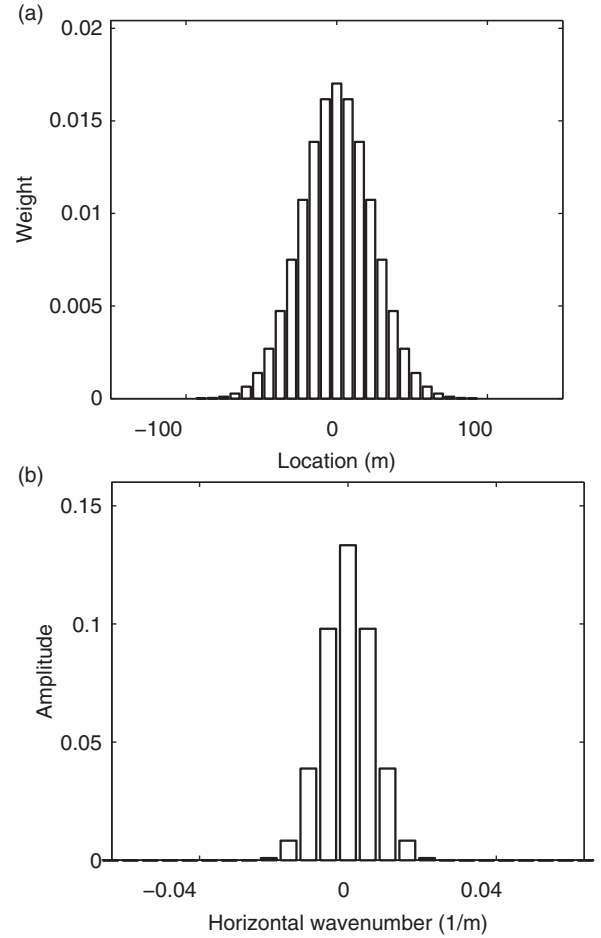 (a)
0.02
0.015
0.01
0.005
0
Weight
−100 0 100
Location (m)
(b)
0.15
0.1
0.05
0
Amplitude
−0.04 0 0.04
Horizontal wavenumber (1/m)